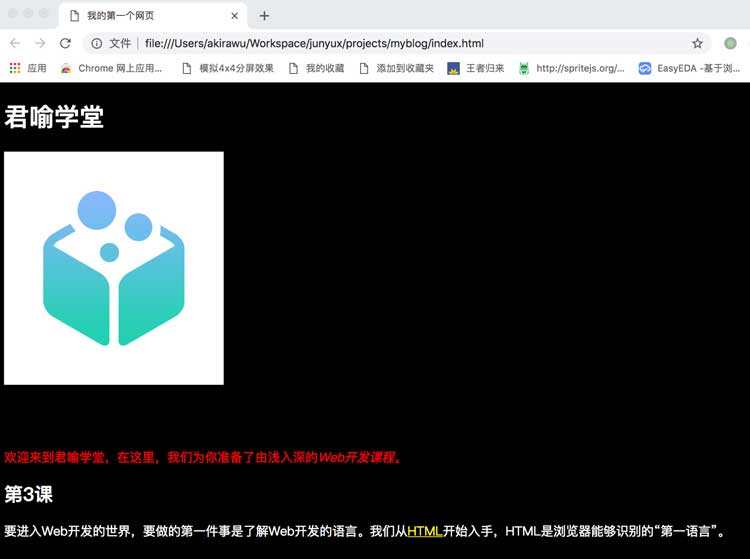 我的第一个网页
文件 | file:///Users/akirawu/Workspace/junyux/projects/myblog/index.html
应用 Chrome 网上应用... 模拟4x4分屏效果 我的收藏 添加到收藏夹 王者归来 http://spritejs.org/... EasyEDA -基于浏...
君喻学堂
欢迎来到君喻学堂，在这里，我们为你准备了由浅入深的Web开发课程。
第3课
要进入Web开发的世界，要做的第一件事是了解Web开发的语言。我们从HTML开始入手，HTML是浏览器能够识别的“第一语言”。